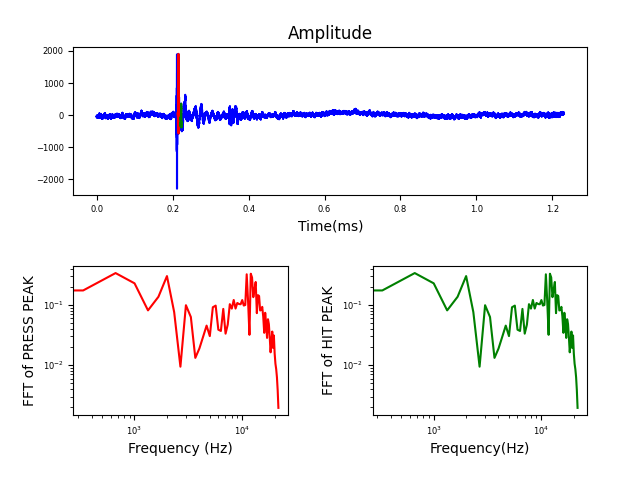 Amplitude
2000
1000
0
−1000
−2000
0.0 0.2 0.4 0.6 0.8 1.0 1.2
Time(ms)
FFT of PRESS PEAK
10⁻¹
10⁻²
10³ 10⁴
Frequency (Hz)
FFT of HIT PEAK
10⁻¹
10⁻²
10³ 10⁴
Frequency(Hz)